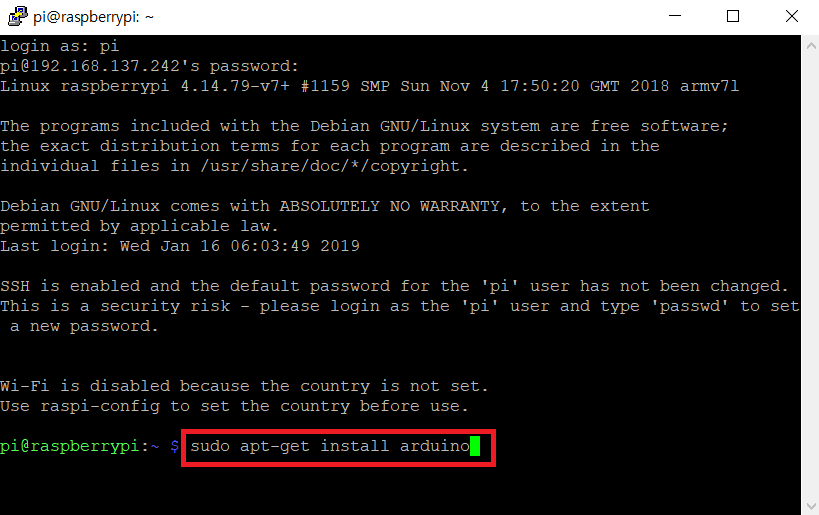 pi@raspberrypi: ~
login as: pi
pi@192.168.137.242's password:
Linux raspberrypi 4.14.79-v7+ #1159 SMP Sun Nov 4 17:50:20 GMT 2018 armv7l
The programs included with the Debian GNU/Linux system are free software;
the exact distribution terms for each program are described in the
individual files in /usr/share/doc/*/copyright.
Debian GNU/Linux comes with ABSOLUTELY NO WARRANTY, to the extent
permitted by applicable law.
Last login: Wed Jan 16 06:03:49 2019
SSH is enabled and the default password for the 'pi' user has not been changed.
This is a security risk - please login as the 'pi' user and type 'passwd' to set
a new password.
Wi-Fi is disabled because the country is not set.
Use raspi-config to set the country before use.
pi@raspberrypi:~ $ sudo apt-get install arduino